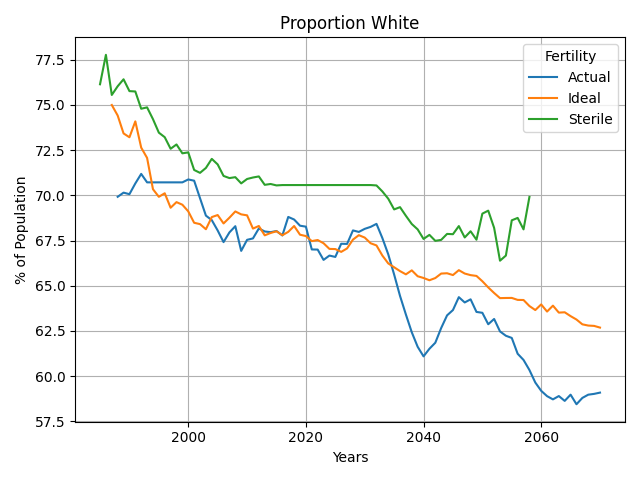 Proportion White
% of Population
77.5
75.0
72.5
70.0
67.5
65.0
62.5
60.0
57.5
Fertility
Actual
Ideal
Sterile
2000
2020
2040
2060
Years